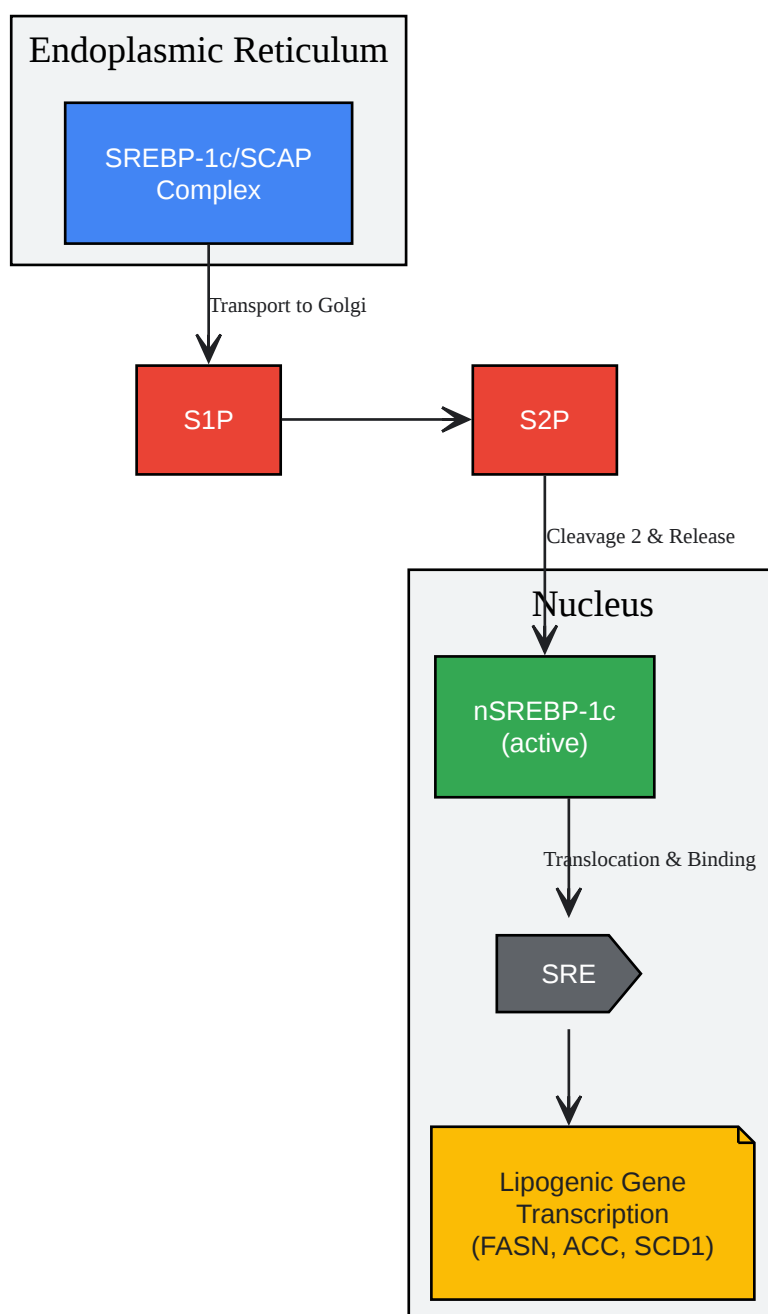 Endoplasmic Reticulum
SREBP-1c/SCAP
Complex
Transport to Golgi
S1P
S2P
Cleavage 2 & Release
Nucleus
nSREBP-1c
(active)
Translocation & Binding
SRE
Lipogenic Gene
Transcription
(FASN, ACC, SCD1)